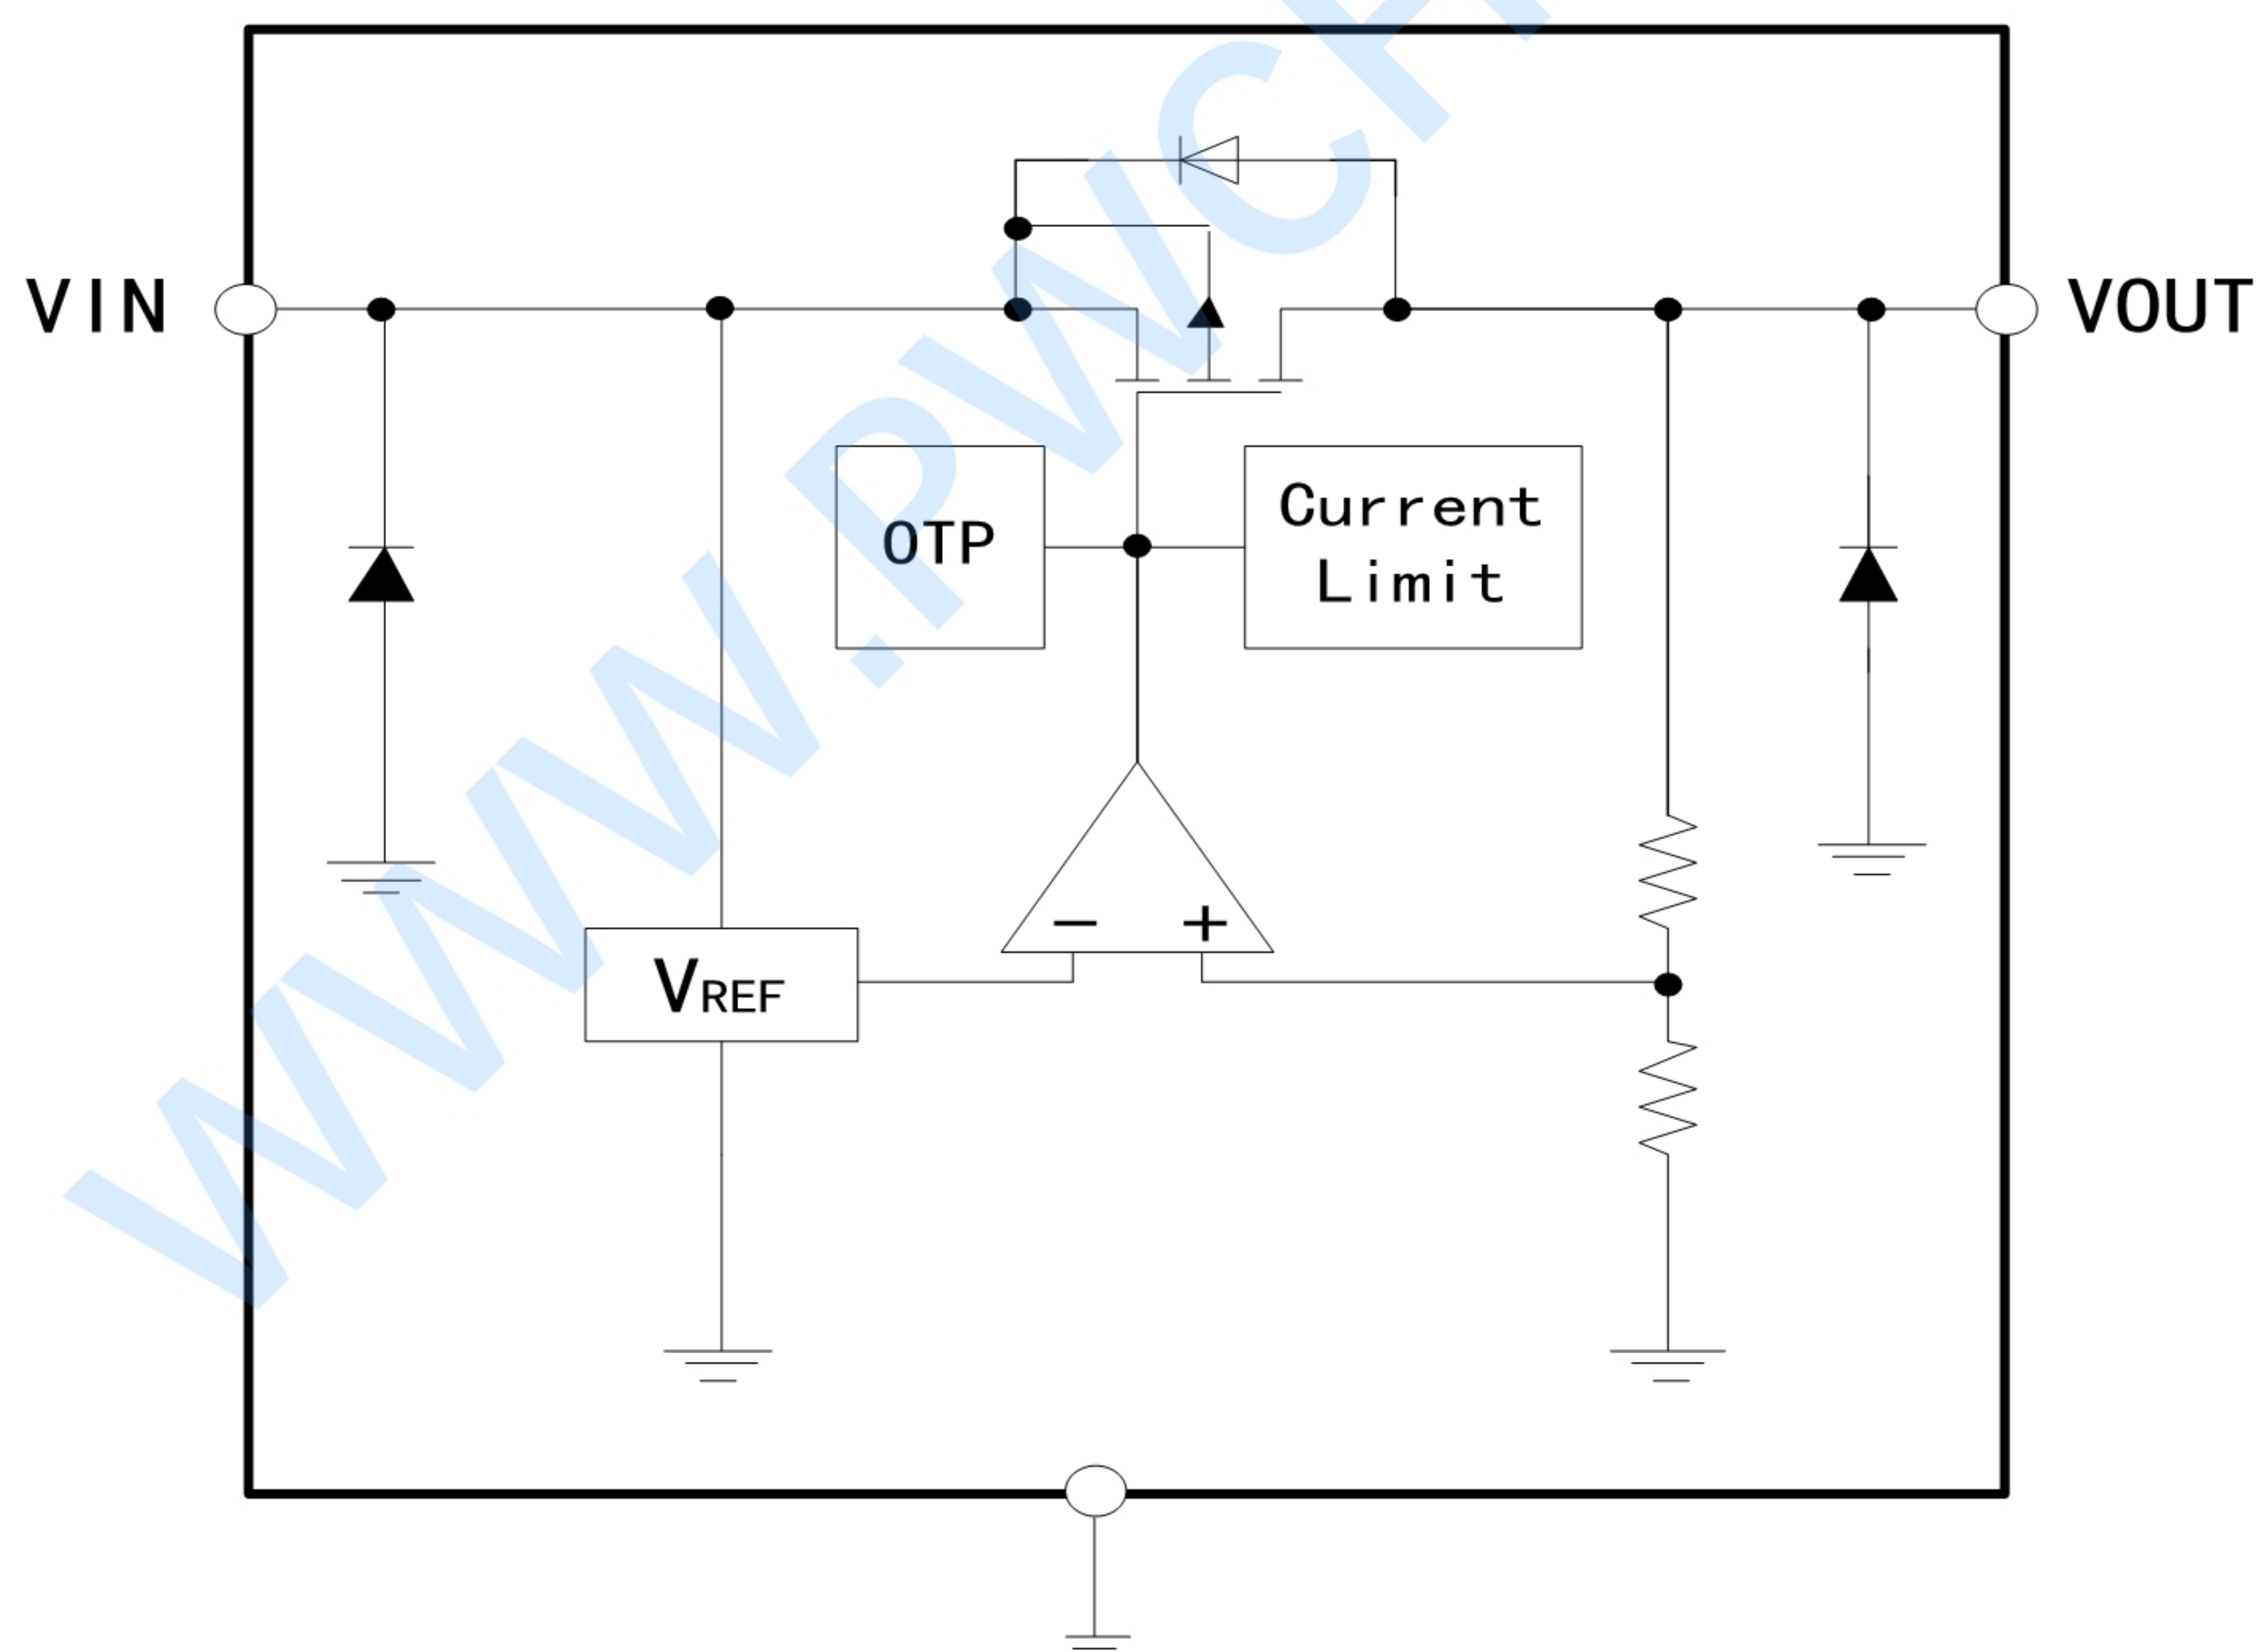 VIN
VOUT
OTP
Current
Limit
− +
VREF
www.PWCH